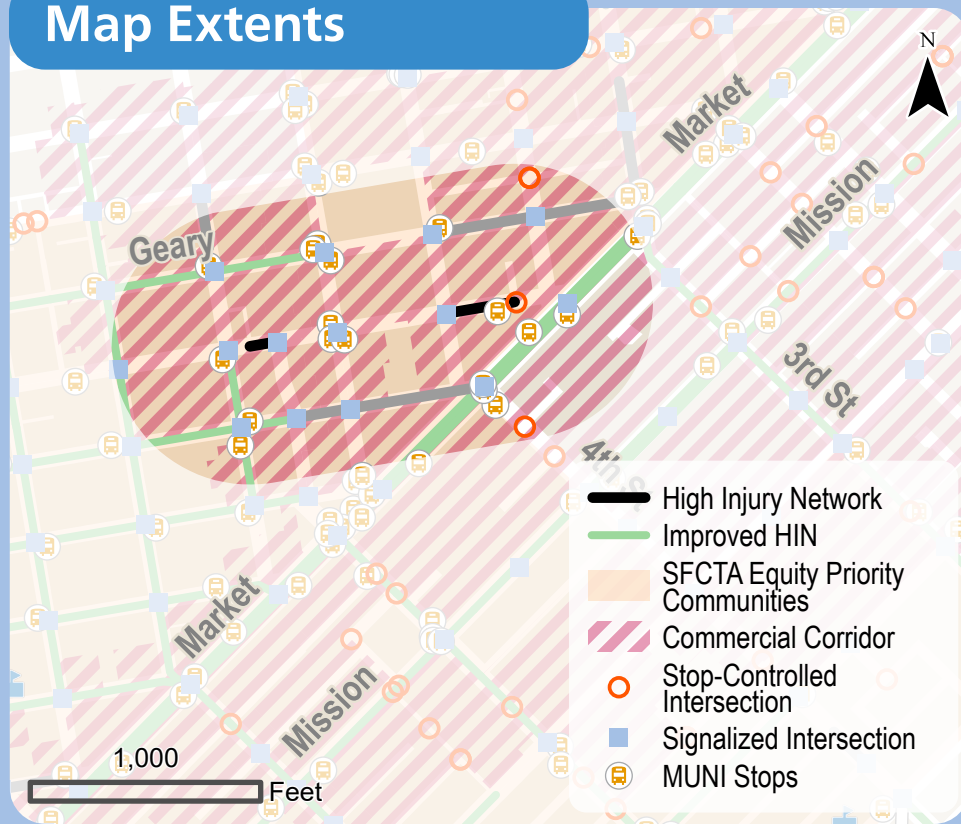 Map Extents
N
Market
Mission
Geary
3rd St
4th St
High Injury Network
Improved HIN
SFCTA Equity Priority
Communities
Commercial Corridor
Stop-Controlled
Intersection
Signalized Intersection
MUNI Stops
Market
Mission
1,000
Feet